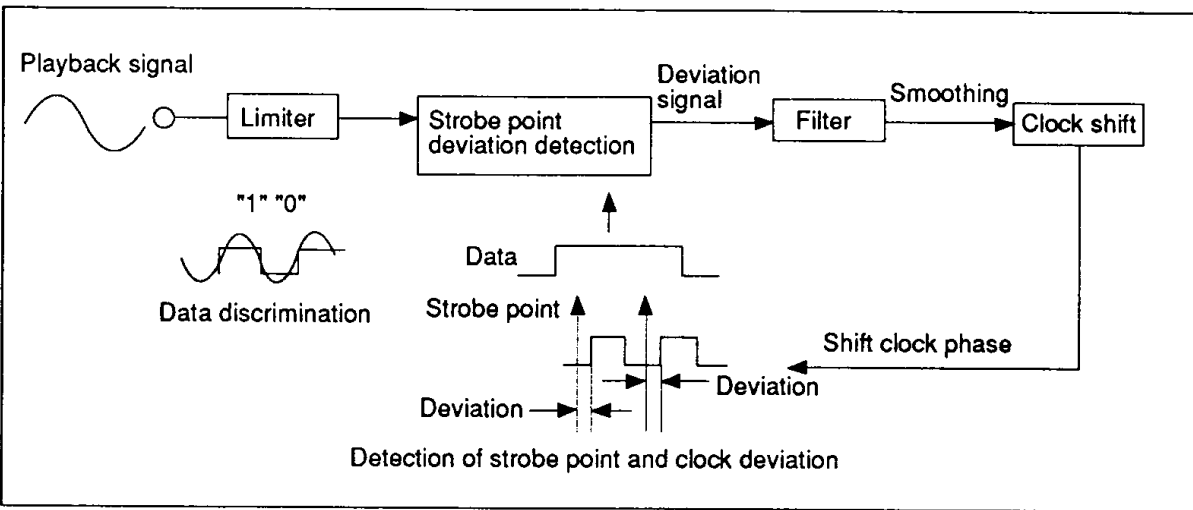 Playback signal
Limiter
Strobe point
deviation detection
Deviation
signal
Filter
Smoothing
Clock shift
"1" "0"
Data discrimination
Data
Strobe point
Shift clock phase
Deviation
Deviation
Detection of strobe point and clock deviation